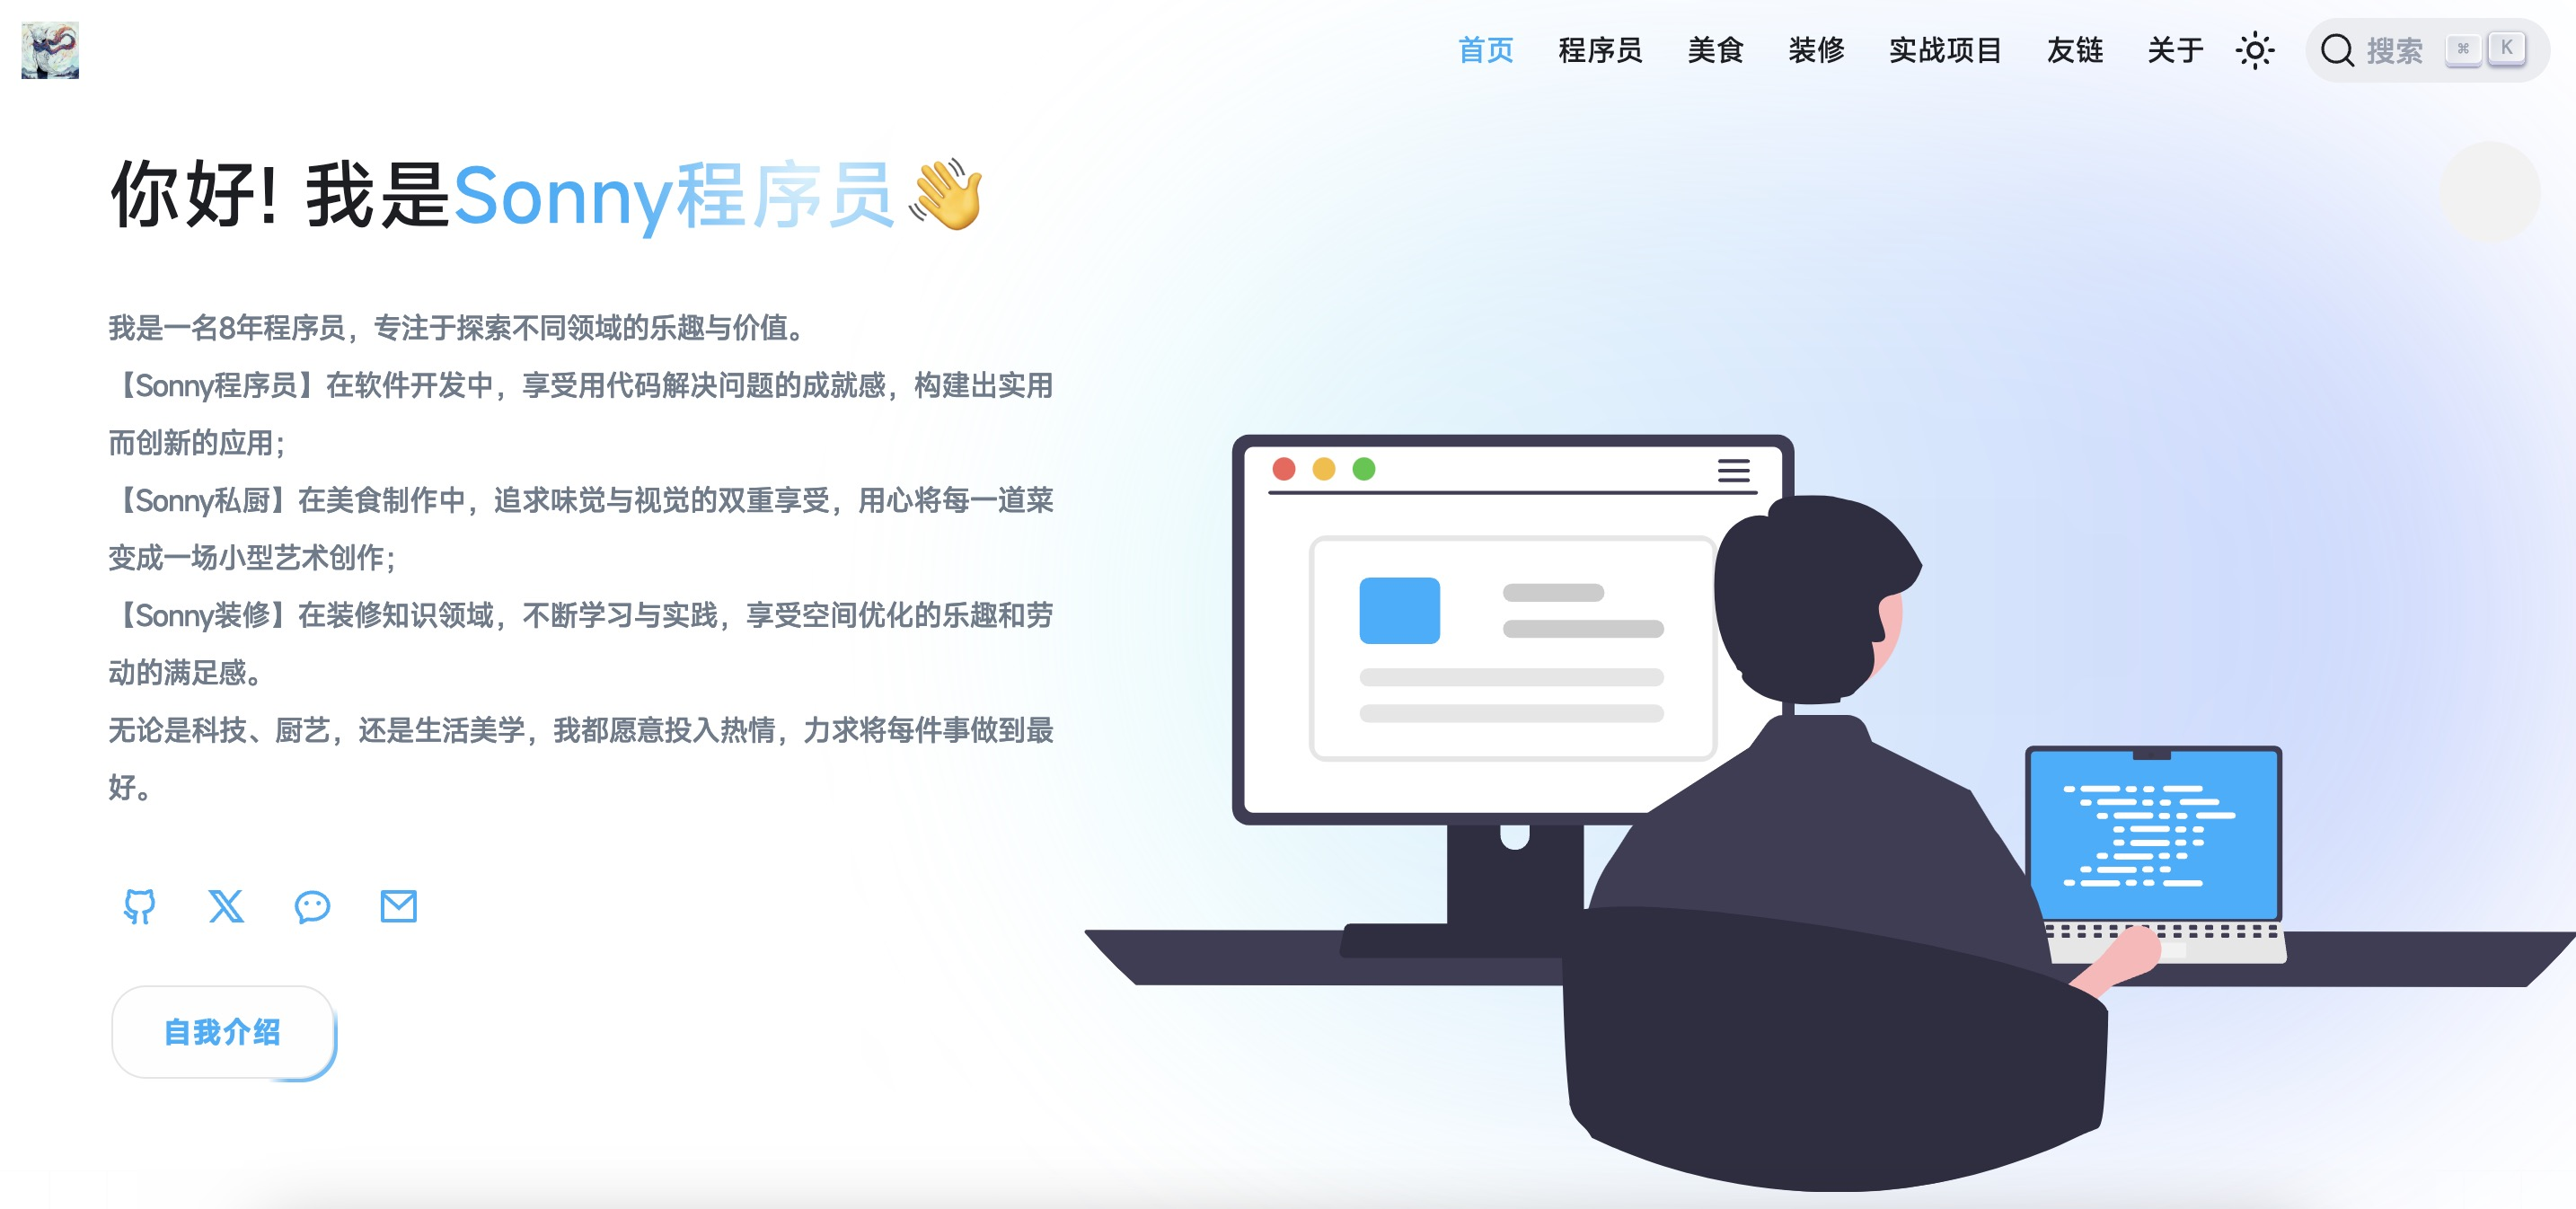 首页 程序员 美食 装修 实战项目 友链 关于 搜索 ⌘ K
你好! 我是Sonny程序员👋
我是一名8年程序员，专注于探索不同领域的乐趣与价值。
【Sonny程序员】在软件开发中，享受用代码解决问题的成就感，构建出实用
而创新的应用；
【Sonny私厨】在美食制作中，追求味觉与视觉的双重享受，用心将每一道菜
变成一场小型艺术创作；
【Sonny装修】在装修知识领域，不断学习与实践，享受空间优化的乐趣和劳
动的满足感。
无论是科技、厨艺，还是生活美学，我都愿意投入热情，力求将每件事做到最
好。
自我介绍